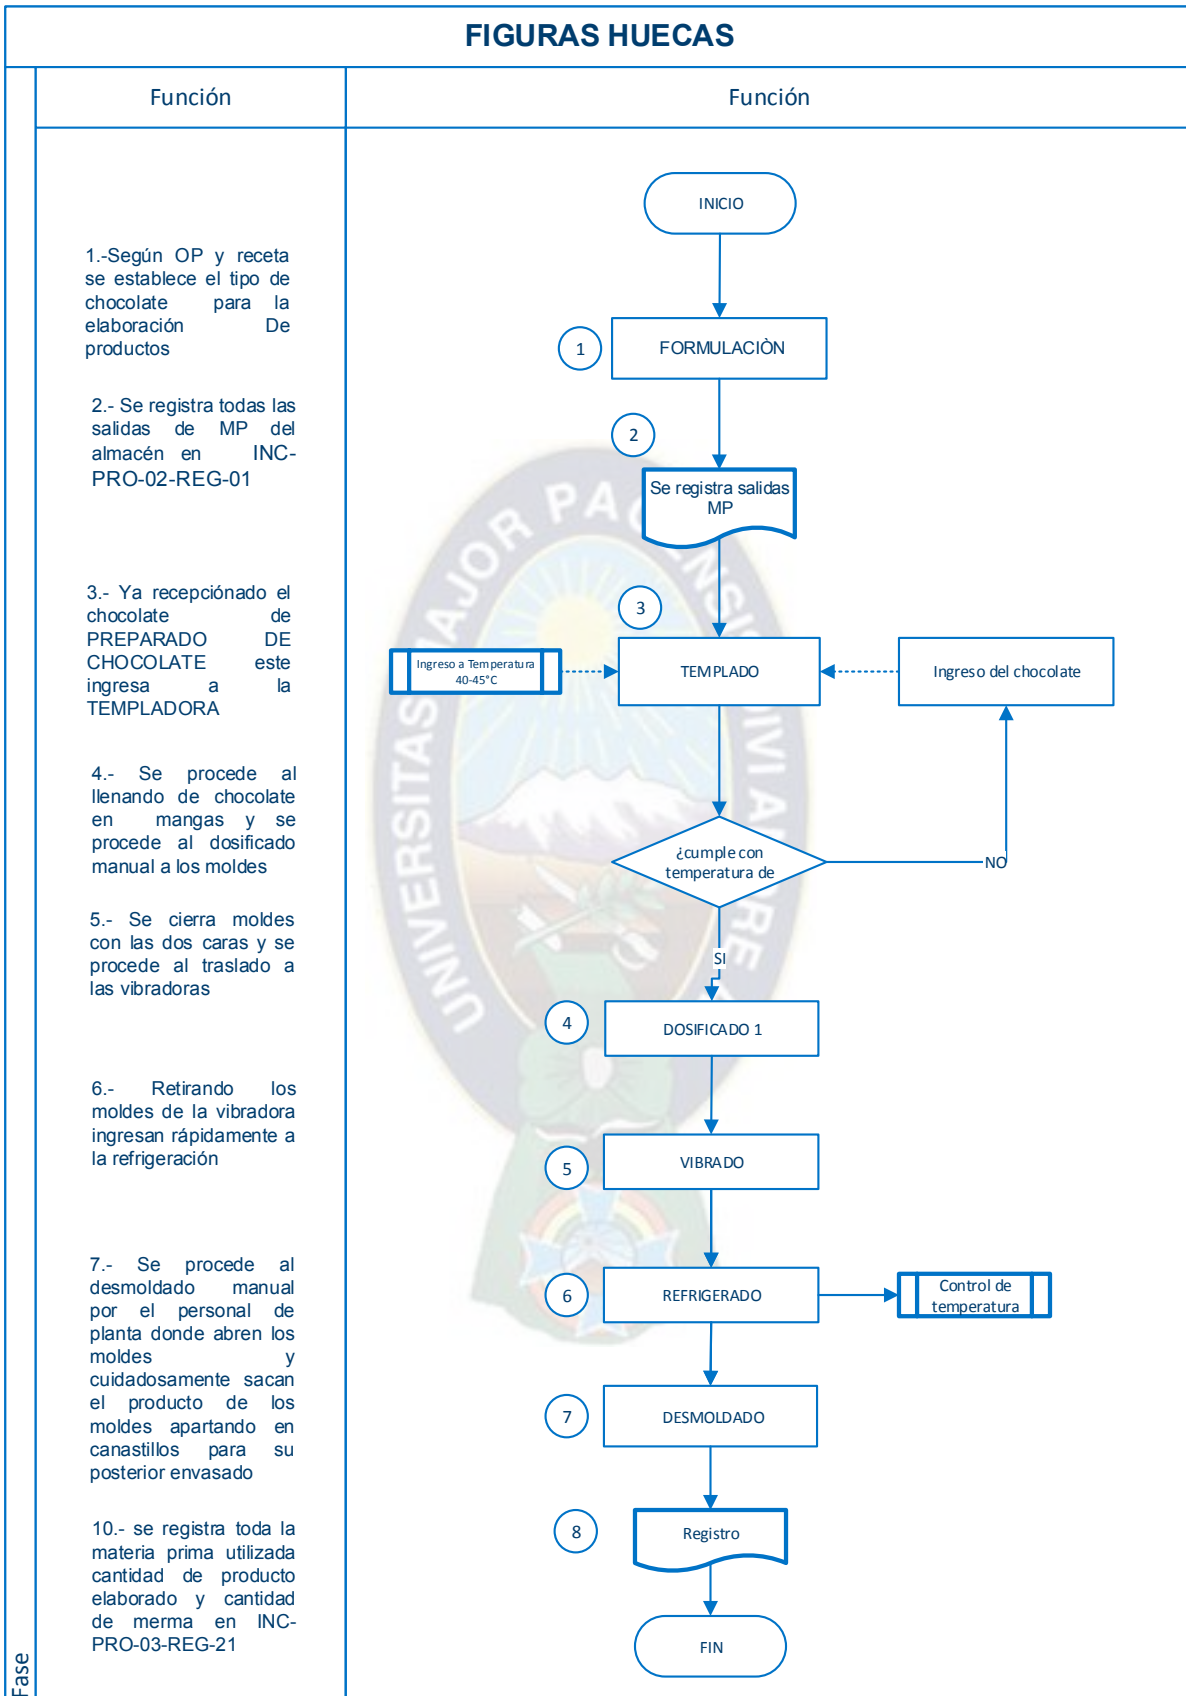 FIGURAS HUECAS
Función
Función
1.-Según OP y receta
se establece el tipo de
chocolate para la
elaboración De
productos
2.- Se registra todas las
salidas de MP del
almacén en INC-
PRO-02-REG-01
3.- Ya recepciónado el
chocolate de
PREPARADO DE
CHOCOLATE este
ingresa a la
TEMPLADORA
4.- Se procede al
llenando de chocolate
en mangas y se
procede al dosificado
manual a los moldes
5.- Se cierra moldes
con las dos caras y se
procede al traslado a
las vibradoras
6.- Retirando los
moldes de la vibradora
ingresan rápidamente a
la refrigeración
7.- Se procede al
desmoldado manual
por el personal de
planta donde abren los
moldes y
cuidadosamente sacan
el producto de los
moldes apartando en
canastillos para su
posterior envasado
10.- se registra toda la
materia prima utilizada
cantidad de producto
elaborado y cantidad
de merma en INC-
PRO-03-REG-21
Fase
INICIO
1
FORMULACIÒN
2
Se registra salidas
MP
3
Ingreso a Temperatura
40-45°C
TEMPLADO
Ingreso del chocolate
¿cumple con
temperatura de
NO
SI
4
DOSIFICADO 1
5
VIBRADO
6
REFRIGERADO
Control de
temperatura
7
DESMOLDADO
8
Registro
FIN
UNIVERSITAS MAJOR PACENSIS DIVI ANDRE